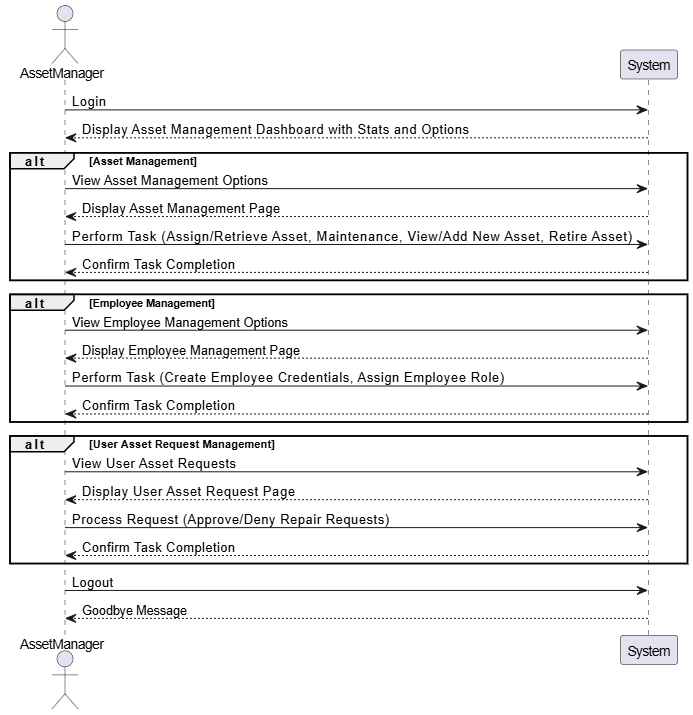 AssetManager
System
Login
Display Asset Management Dashboard with Stats and Options
alt [Asset Management]
View Asset Management Options
Display Asset Management Page
Perform Task (Assign/Retrieve Asset, Maintenance, View/Add New Asset, Retire Asset)
Confirm Task Completion
alt [Employee Management]
View Employee Management Options
Display Employee Management Page
Perform Task (Create Employee Credentials, Assign Employee Role)
Confirm Task Completion
alt [User Asset Request Management]
View User Asset Requests
Display User Asset Request Page
Process Request (Approve/Deny Repair Requests)
Confirm Task Completion
Logout
Goodbye Message
AssetManager
System